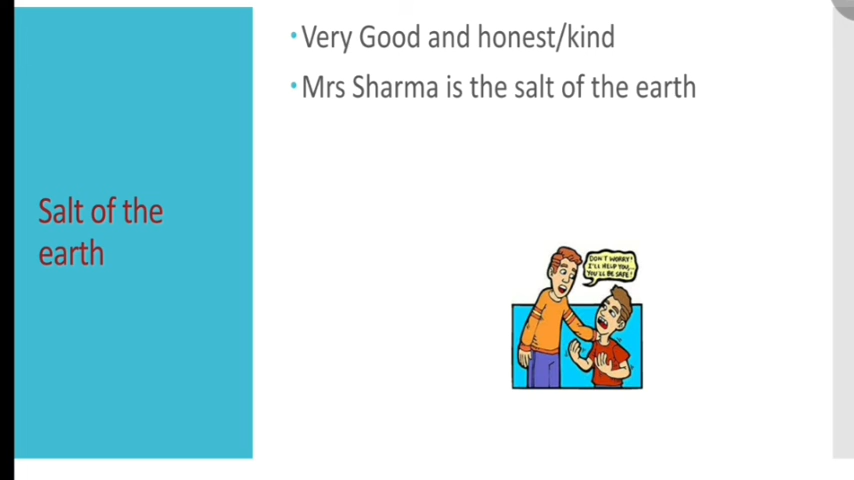 Very Good and honest/kind
Mrs Sharma is the salt of the earth
Salt of the
earth
DON'T WORRY!
I'LL HELP YOU...
YOU'LL BE SAFE!